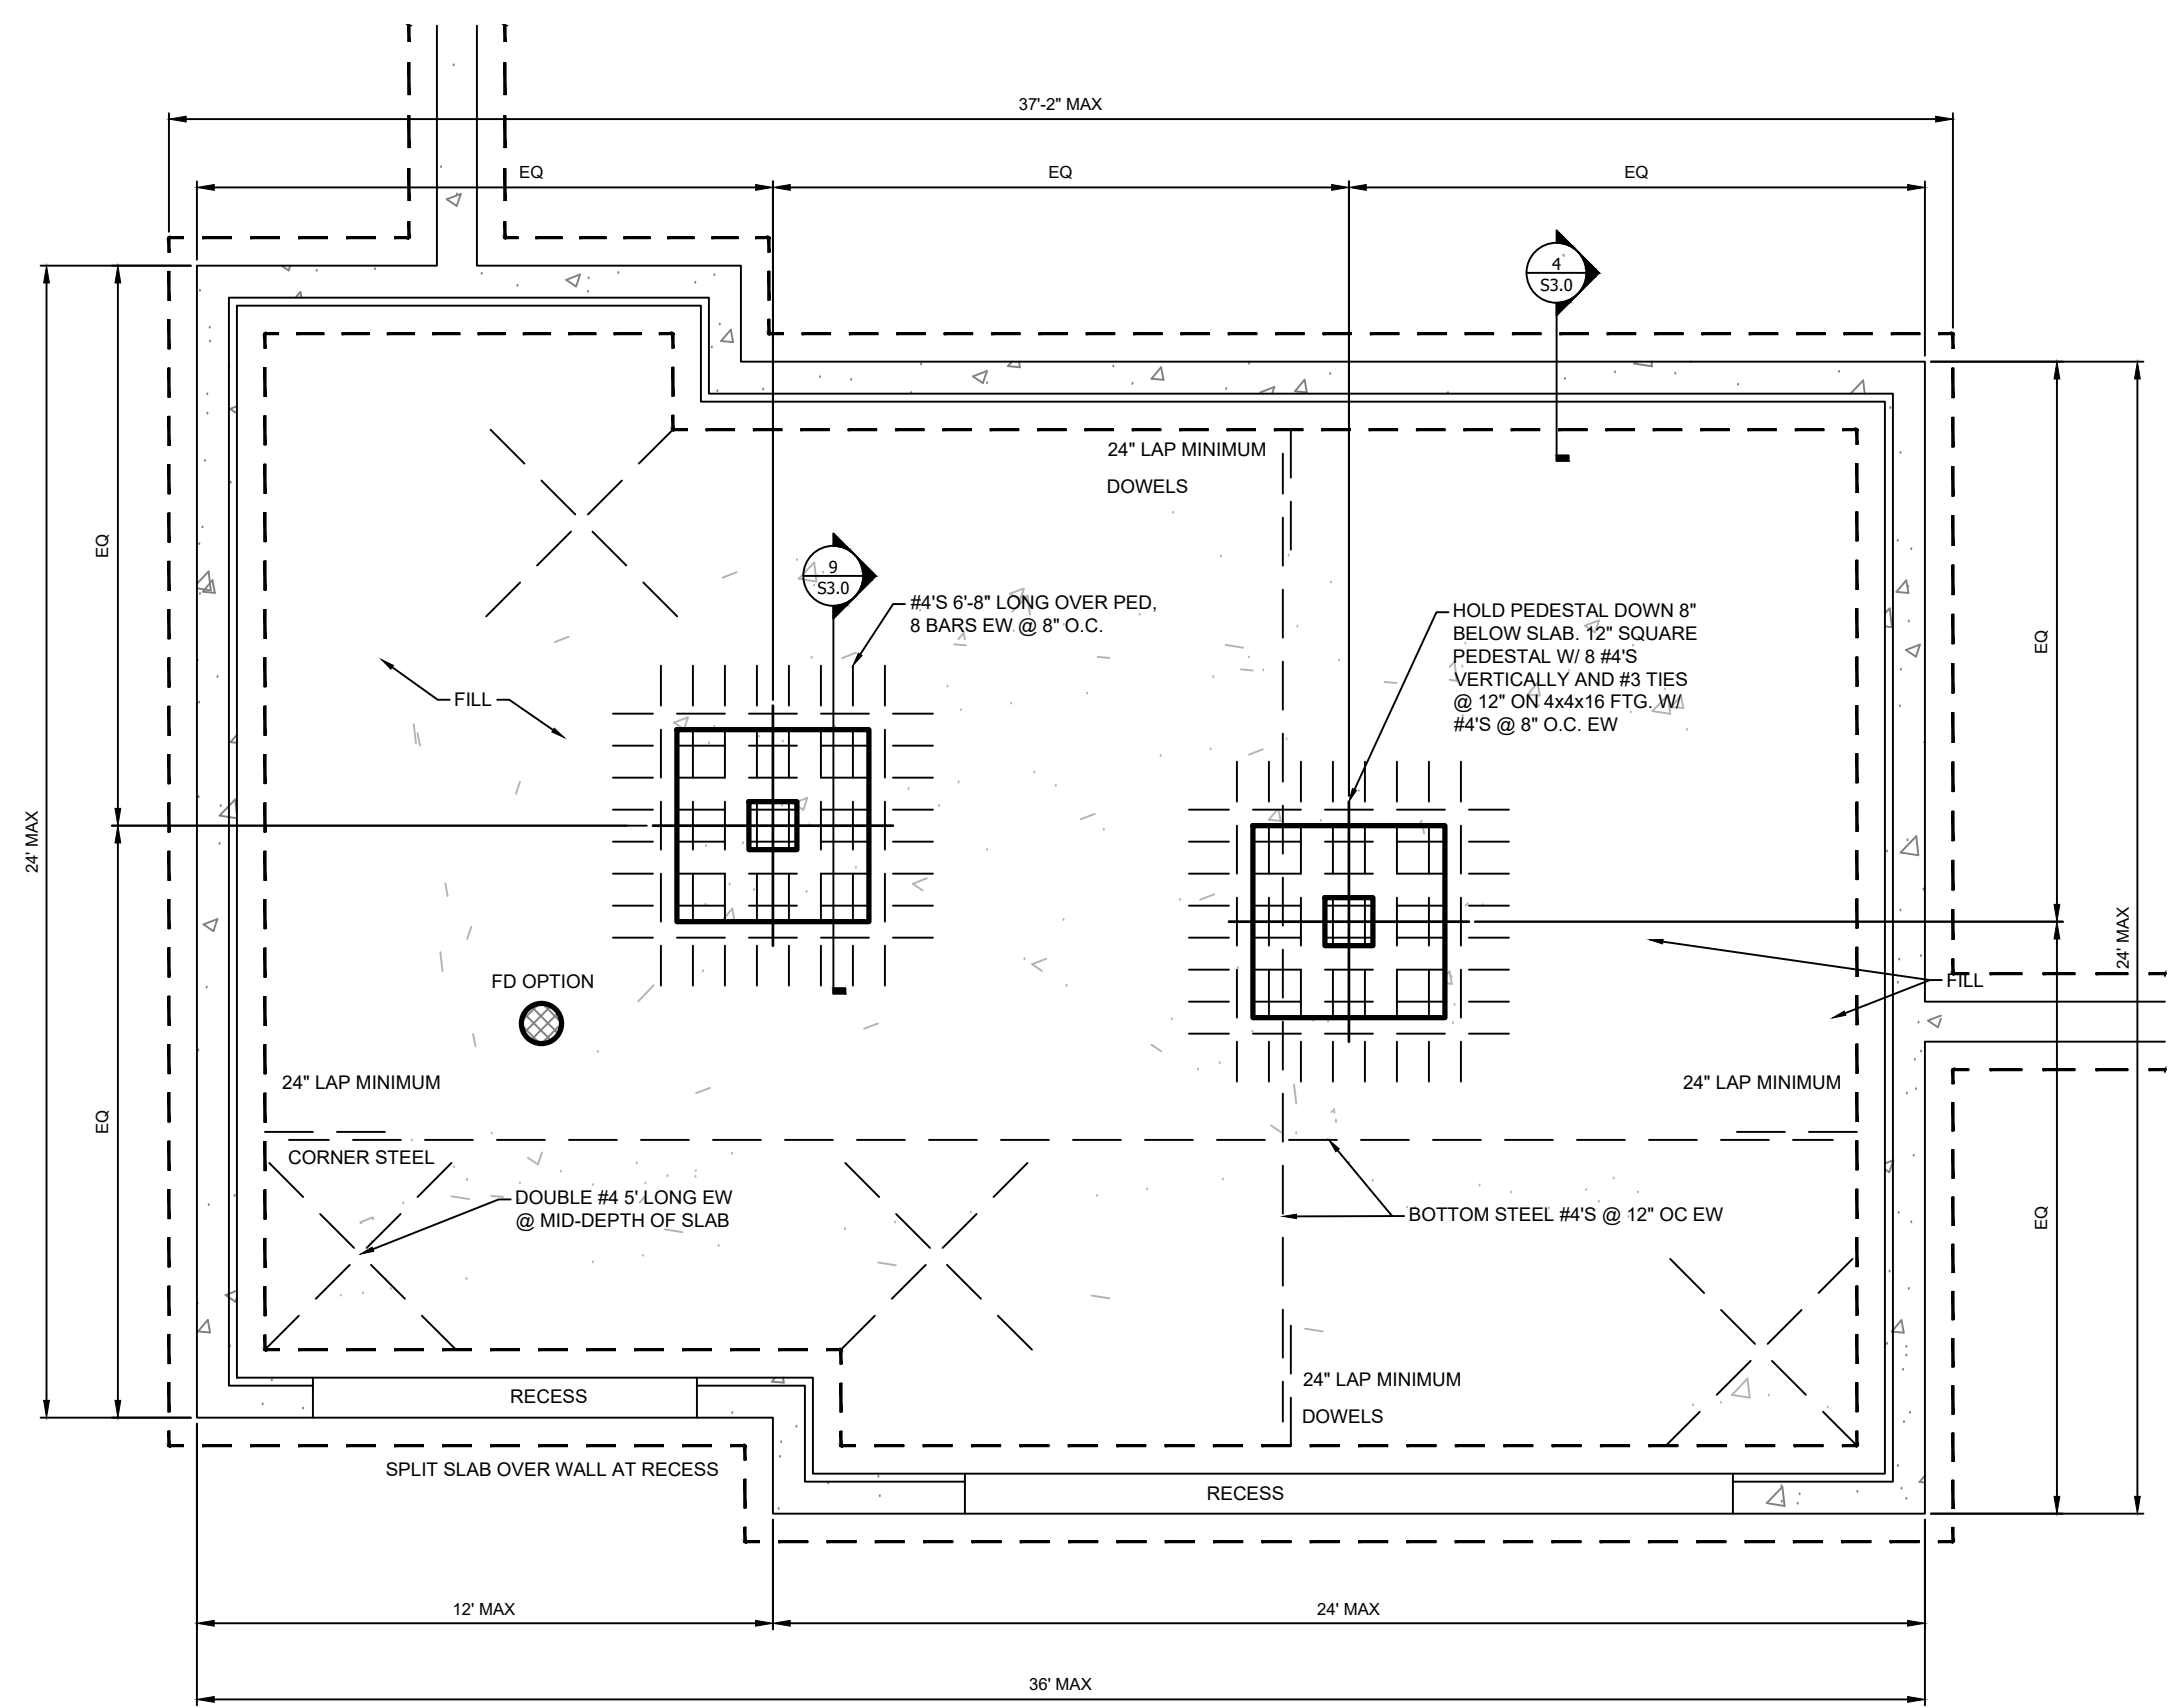 37'-2" MAX
EQ
EQ
EQ
4
S3.0
24" LAP MINIMUM
DOWELS
EQ
9
S3.0
#4'S 6'-8" LONG OVER PED,
8 BARS EW @ 8" O.C.
HOLD PEDESTAL DOWN 8"
BELOW SLAB. 12" SQUARE
PEDESTAL W/ 8 #4'S
VERTICALLY AND #3 TIES
@ 12" ON 4x4x16 FTG. W/
#4'S @ 8" O.C. EW
EQ
FILL
24' MAX
24' MAX
FD OPTION
FILL
24" LAP MINIMUM
24" LAP MINIMUM
EQ
CORNER STEEL
DOUBLE #4 5' LONG EW
@ MID-DEPTH OF SLAB
BOTTOM STEEL #4'S @ 12" OC EW
EQ
24" LAP MINIMUM
DOWELS
RECESS
SPLIT SLAB OVER WALL AT RECESS
RECESS
12' MAX
24' MAX
36' MAX